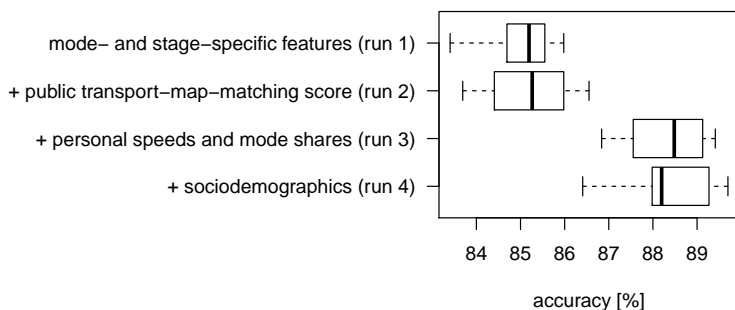 mode− and stage−specific features (run 1)
+ public transport−map−matching score (run 2)
+ personal speeds and mode shares (run 3)
+ sociodemographics (run 4)
84 85 86 87 88 89
accuracy [%]